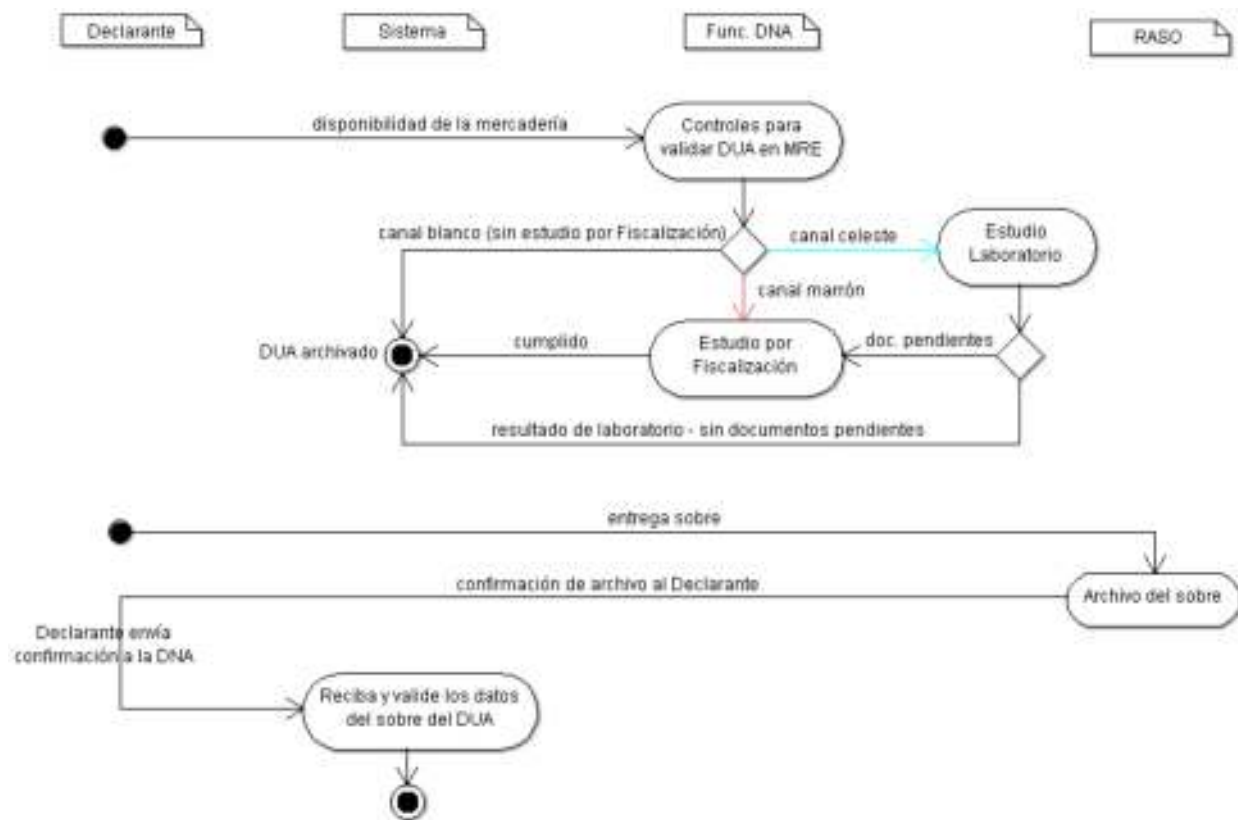 Declarante
Sistema
Func. DNA
RASO
disponibilidad de la mercadería
Controles para
validar DUA en MRE
canal blanco (sin estudio por Fiscalización)
canal celeste
Estudio
Laboratorio
canal marrón
DUA archivado
cumplido
Estudio por
Fiscalización
doc. pendientes
resultado de laboratorio - sin documentos pendientes
entrega sobre
confirmación de archivo al Declarante
Archivo del sobre
Declarante envía
confirmación a la DNA
Reciba y valide los datos
del sobre del DUA